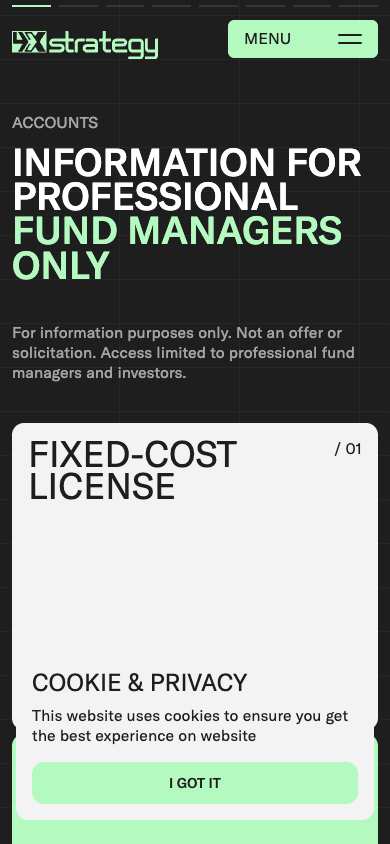 strategy
MENU
ACCOUNTS
INFORMATION FOR
PROFESSIONAL
FUND MANAGERS
ONLY
For information purposes only. Not an offer or
solicitation. Access limited to professional fund
managers and investors.
FIXED-COST
LICENSE
/ 01
COOKIE & PRIVACY
This website uses cookies to ensure you get
the best experience on website
I GOT IT